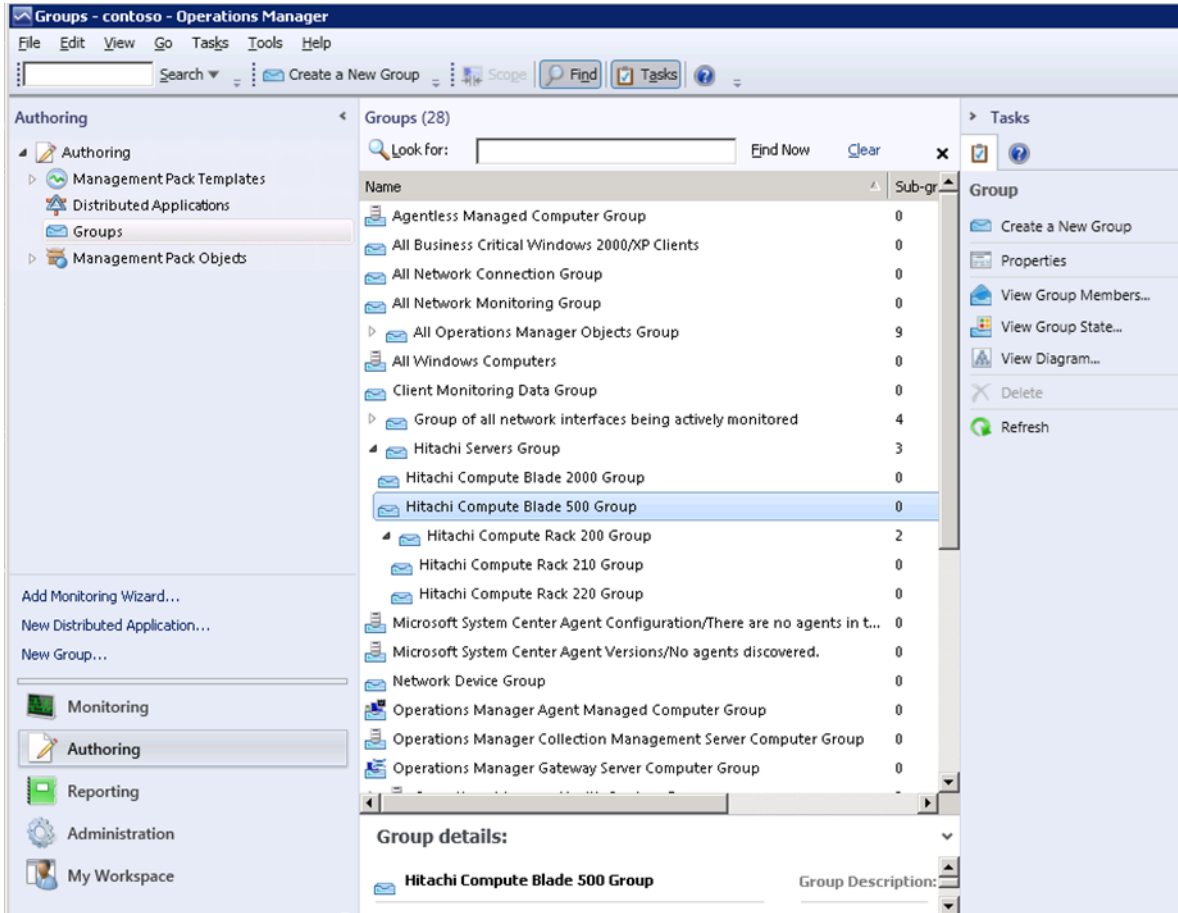 Groups - contoso - Operations Manager
File Edit View Go Tasks Tools Help
Search Create a New Group Scope Find Tasks
Authoring
Authoring
Management Pack Templates
Distributed Applications
Groups
Management Pack Objects
Add Monitoring Wizard...
New Distributed Application...
New Group...
Monitoring
Authoring
Reporting
Administration
My Workspace
Groups (28)
Look for: Find Now Clear
Name Sub-gr
Agentless Managed Computer Group 0
All Business Critical Windows 2000/XP Clients 0
All Network Connection Group 0
All Network Monitoring Group 0
All Operations Manager Objects Group 9
All Windows Computers 0
Client Monitoring Data Group 0
Group of all network interfaces being actively monitored 4
Hitachi Servers Group 3
Hitachi Compute Blade 2000 Group 0
Hitachi Compute Blade 500 Group 0
Hitachi Compute Rack 200 Group 2
Hitachi Compute Rack 210 Group 0
Hitachi Compute Rack 220 Group 0
Microsoft System Center Agent Configuration/There are no agents in t... 0
Microsoft System Center Agent Versions/No agents discovered. 0
Network Device Group 0
Operations Manager Agent Managed Computer Group 0
Operations Manager Collection Management Server Computer Group 0
Operations Manager Gateway Server Computer Group 0
Group details:
Hitachi Compute Blade 500 Group Group Description:
Tasks
Group
Create a New Group
Properties
View Group Members...
View Group State...
View Diagram...
Delete
Refresh